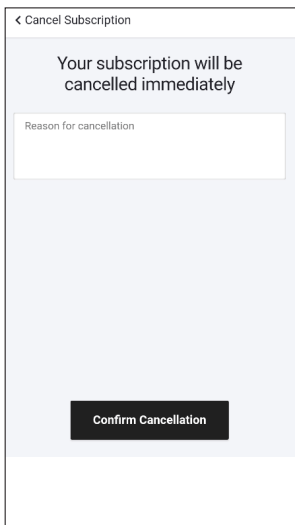 Cancel Subscription
Your subscription will be
cancelled immediately
Reason for cancellation
Confirm Cancellation